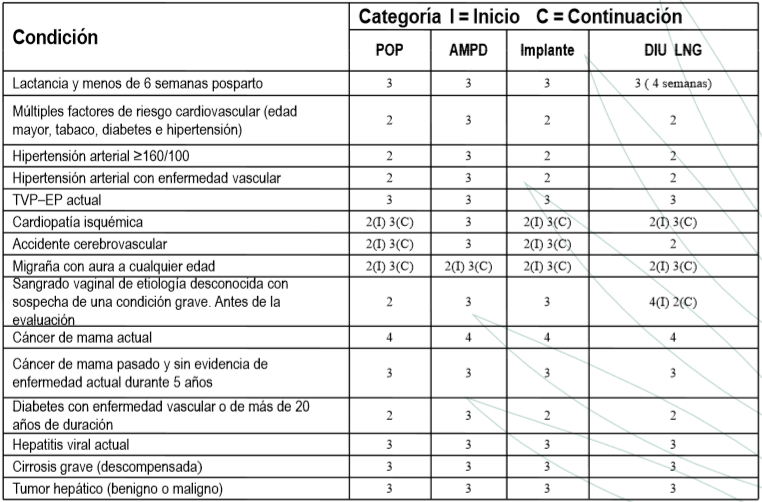 Condición
Categoría I = Inicio C = Continuación
POP AMPD Implante DIU LNG
Lactancia y menos de 6 semanas posparto 3 3 3 3 ( 4 semanas)
Múltiples factores de riesgo cardiovascular (edad
mayor, tabaco, diabetes e hipertensión) 2 3 2 2
Hipertensión arterial ≥160/100 2 3 2 2
Hipertensión arterial con enfermedad vascular 2 3 2 2
TVP–EP actual 3 3 3 3
Cardiopatía isquémica 2(I) 3(C) 3 2(I) 3(C) 2(I) 3(C)
Accidente cerebrovascular 2(I) 3(C) 3 2(I) 3(C) 2
Migraña con aura a cualquier edad 2(I) 3(C) 2(I) 3(C) 2(I) 3(C) 2(I) 3(C)
Sangrado vaginal de etiología desconocida con
sospecha de una condición grave. Antes de la
evaluación 2 3 3 4(I) 2(C)
Cáncer de mama actual 4 4 4 4
Cáncer de mama pasado y sin evidencia de
enfermedad actual durante 5 años 3 3 3 3
Diabetes con enfermedad vascular o de más de 20
años de duración 2 3 2 2
Hepatitis viral actual 3 3 3 3
Cirrosis grave (descompensada) 3 3 3 3
Tumor hepático (benigno o maligno) 3 3 3 3